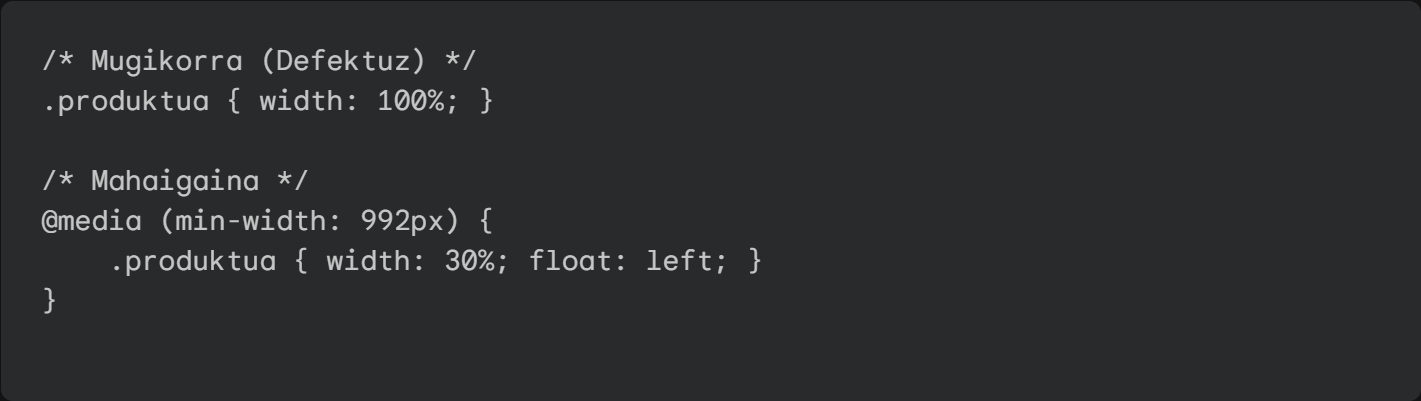 /* Mugikorra (Defektuz) */
.produktua { width: 100%; }
/* Mahaigaina */
@media (min-width: 992px) {
    .produktua { width: 30%; float: left; }
}